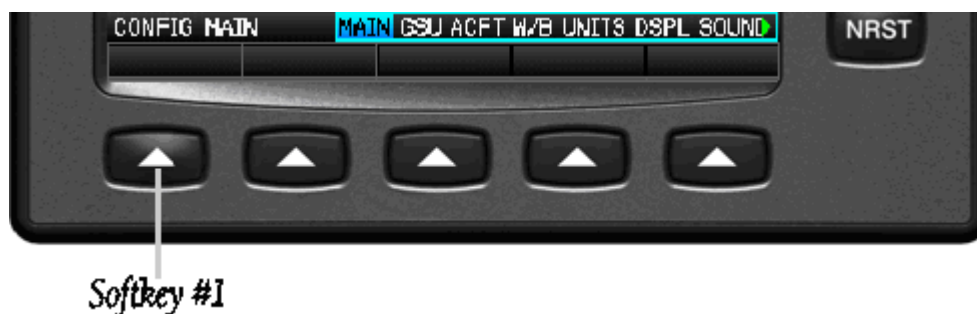 CONFIG MAIN MAIN GSU ACFT W/B UNITS DSPL SOUND
NRST
Softkey #1